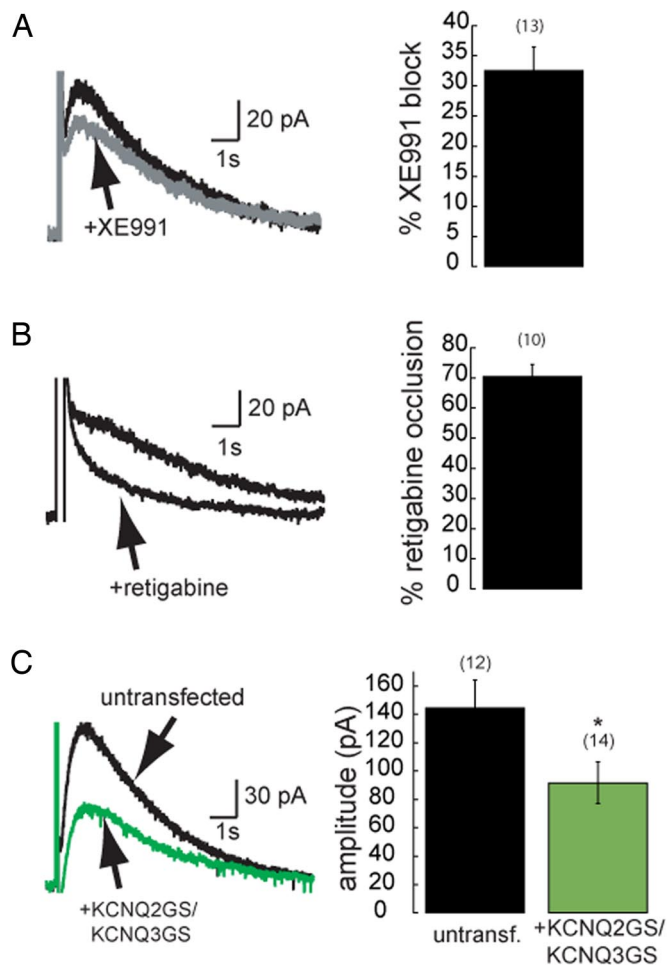 A
20 pA
1s
+XE991
% XE991 block
40
35
30
25
20
15
10
5
0
(13)
B
20 pA
1s
+retigabine
% retigabine occlusion
80
70
60
50
40
30
20
10
0
(10)
C
untransfected
30 pA
1s
+KCNQ2GS/
KCNQ3GS
amplitude (pA)
160
140
120
100
80
60
40
20
0
(12)
*
(14)
untransf.
+KCNQ2GS/
KCNQ3GS